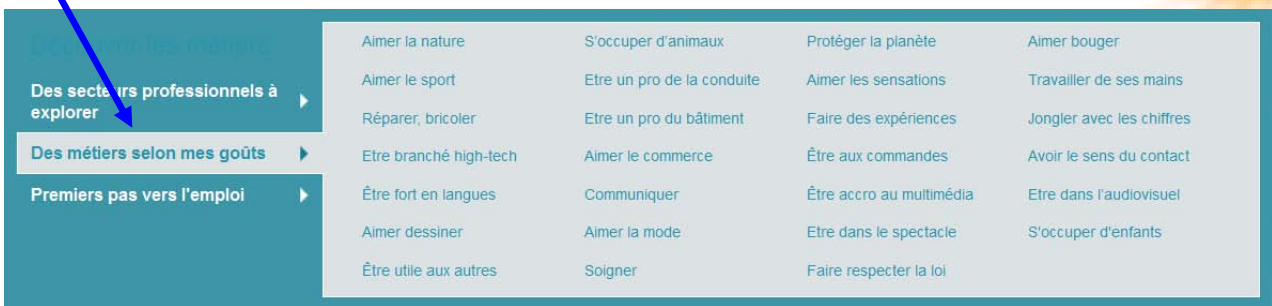 Découvrir les métiers
Des secteurs professionnels à
explorer
Des métiers selon mes goûts
Premiers pas vers l'emploi
Aimer la nature
S'occuper d'animaux
Protéger la planète
Aimer bouger
Aimer le sport
Etre un pro de la conduite
Aimer les sensations
Travailler de ses mains
Réparer, bricoler
Etre un pro du bâtiment
Faire des expériences
Jongler avec les chiffres
Etre branché high-tech
Aimer le commerce
Être aux commandes
Avoir le sens du contact
Être fort en langues
Communiquer
Être accro au multimédia
Etre dans l'audiovisuel
Aimer dessiner
Aimer la mode
Etre dans le spectacle
S'occuper d'enfants
Être utile aux autres
Soigner
Faire respecter la loi